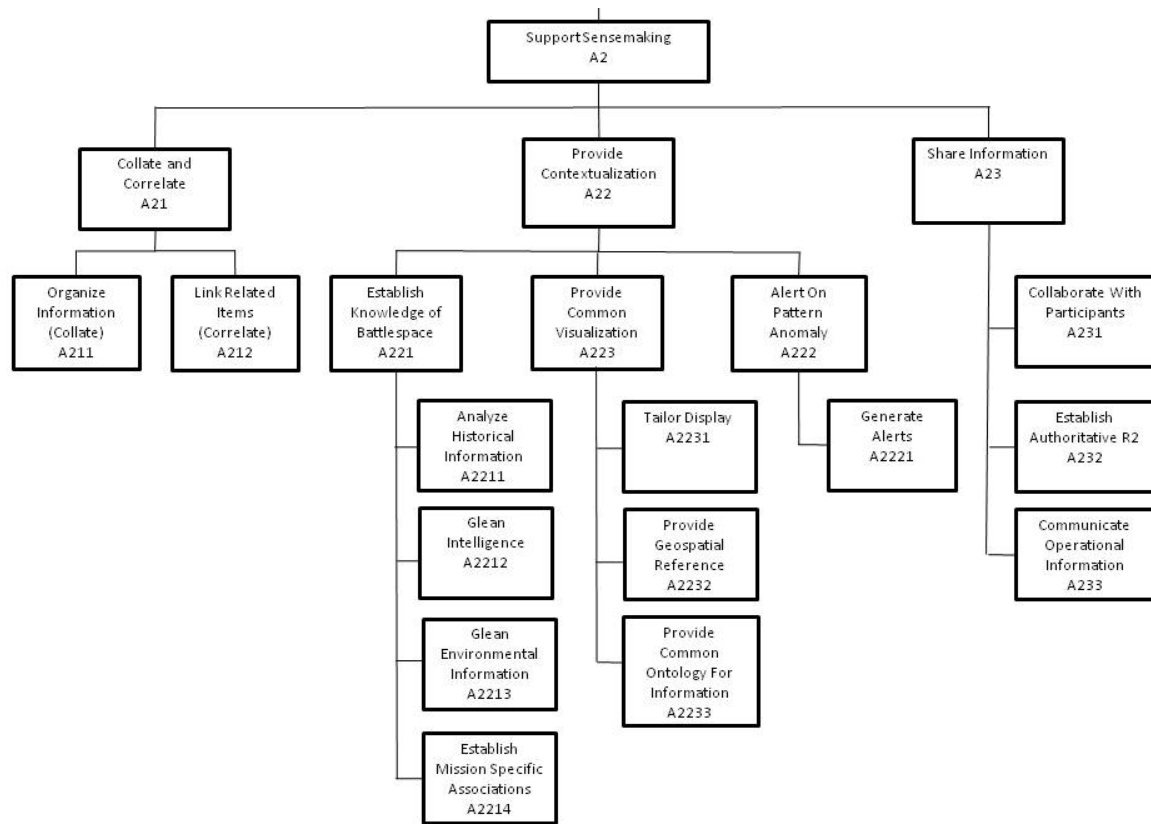 Support Sensemaking
A2
Collate and
Correlate
A21
Provide
Contextualization
A22
Share Information
A23
Organize
Information
(Collate)
A211
Link Related
Items
(Correlate)
A212
Establish
Knowledge of
Battlespace
A221
Provide
Common
Visualization
A223
Alert On
Pattern
Anomaly
A222
Collaborate With
Participants
A231
Analyze
Historical
Information
A2211
Tailor Display
A2231
Generate
Alerts
A2221
Establish
Authoritative R2
A232
Glean
Intelligence
A2212
Provide
Geospatial
Reference
A2232
Communicate
Operational
Information
A233
Glean
Environmental
Information
A2213
Provide
Common
Ontology For
Information
A2233
Establish
Mission Specific
Associations
A2214